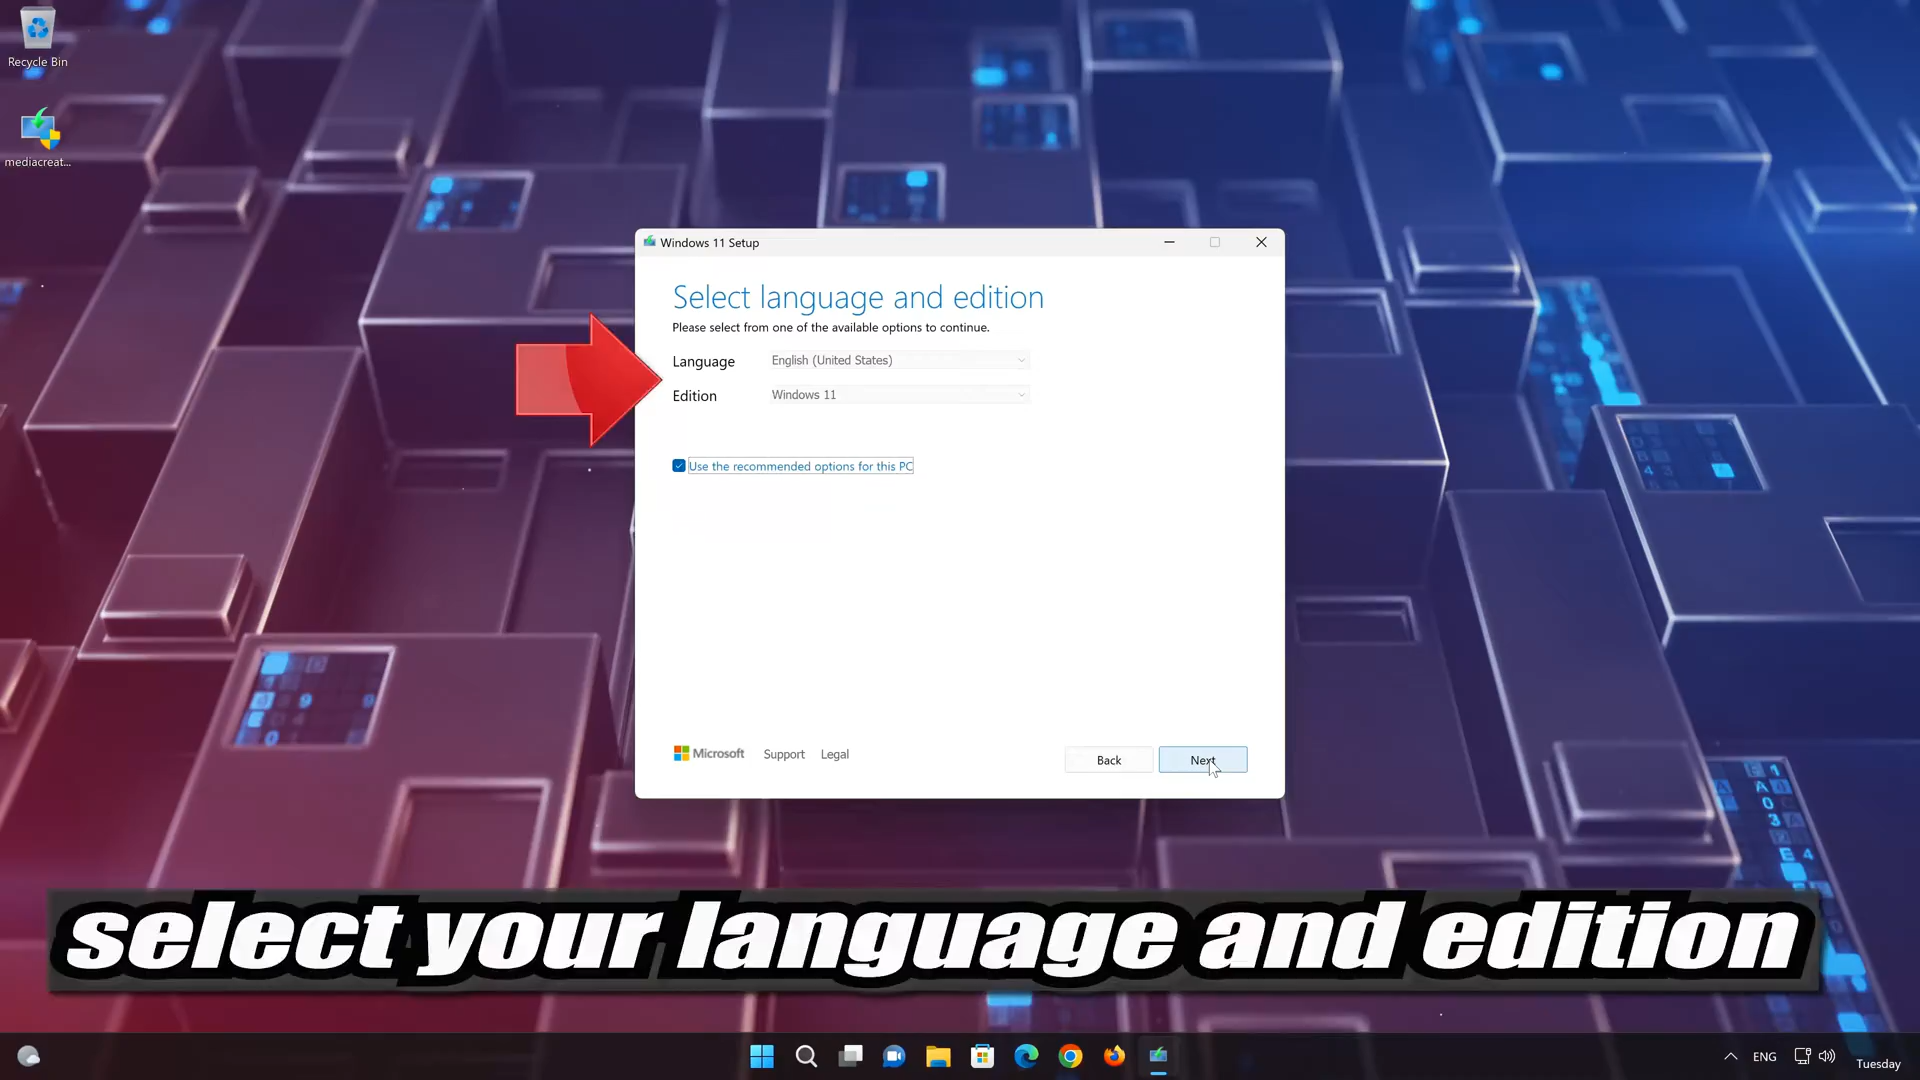 Recycle Bin
mediacreat...
Windows 11 Setup
Select language and edition
Please select from one of the available options to continue.
Language English (United States)
Edition Windows 11
Use the recommended options for this PC
Microsoft Support Legal
Back Next
select your language and edition
ENG
Tuesday